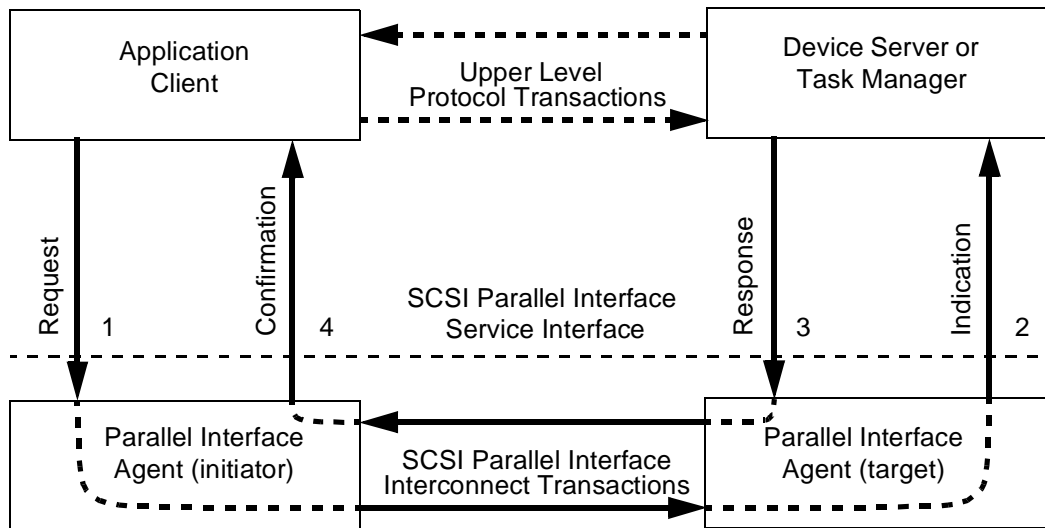 Application
Client
Upper Level
Protocol Transactions
Device Server or
Task Manager
Request
1
Confirmation
4
SCSI Parallel Interface
Service Interface
Response
3
Indication
2
Parallel Interface
Agent (initiator)
SCSI Parallel Interface
Interconnect Transactions
Parallel Interface
Agent (target)